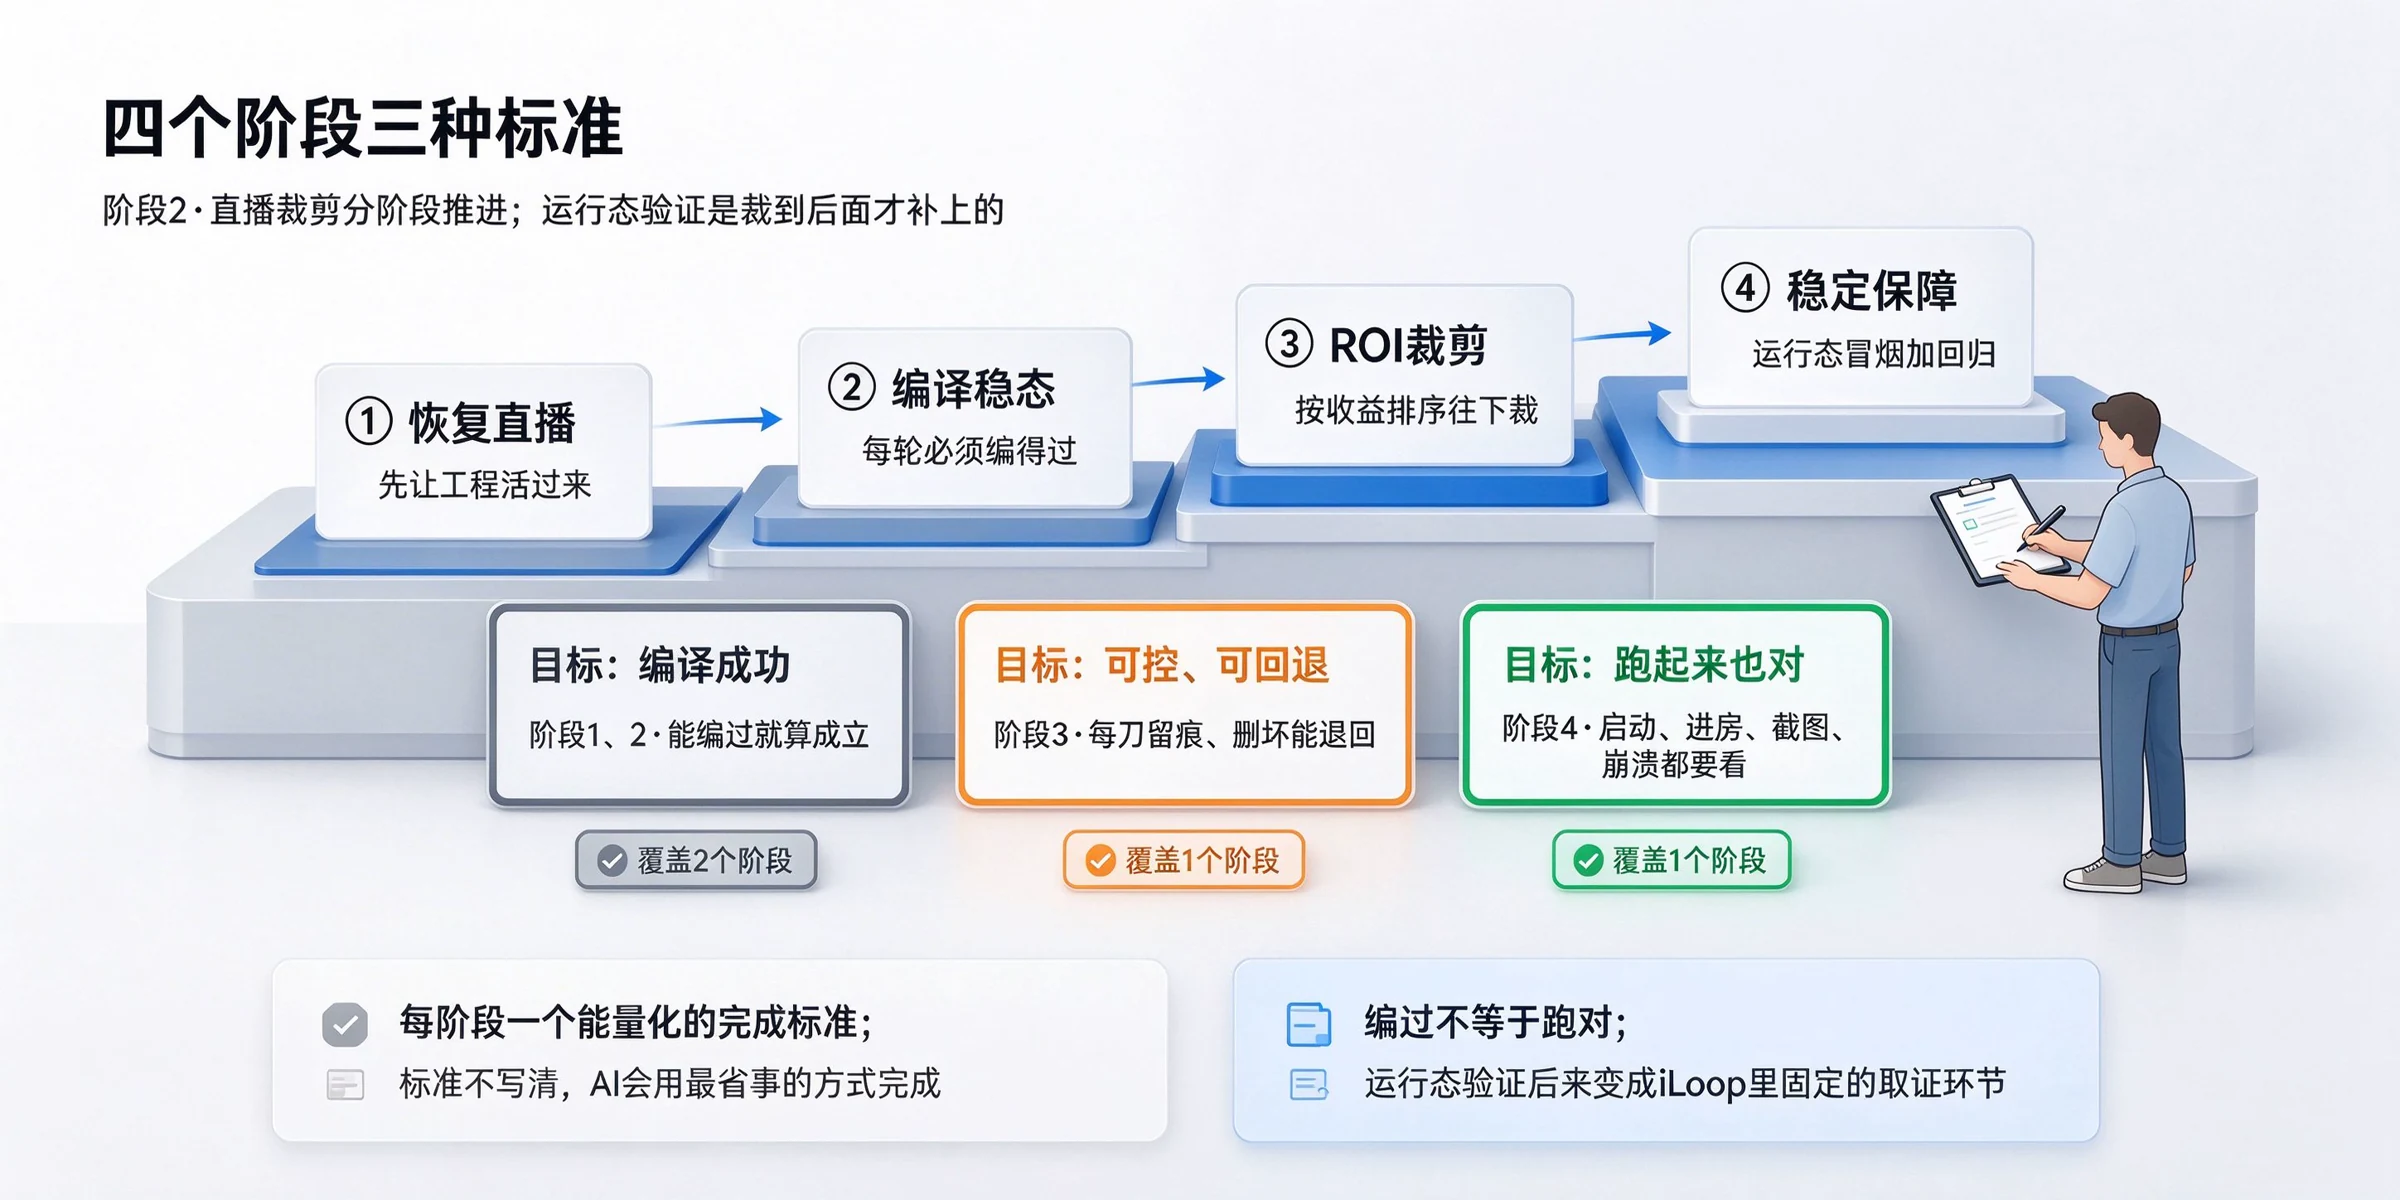 四个阶段三种标准
阶段2·直播裁剪分阶段推进；运行态验证是裁到后面才补上的
① 恢复直播
先让工程活过来
② 编译稳态
每轮必须编得过
③ ROI裁剪
按收益排序往下裁
④ 稳定保障
运行态冒烟加回归
目标：编译成功
阶段1、2·能编过就算成立
覆盖2个阶段
目标：可控、可回退
阶段3·每刀留痕、删坏能退回
覆盖1个阶段
目标：跑起来也对
阶段4·启动、进房、截图、
崩溃都要看
覆盖1个阶段
每阶段一个能量化的完成标准；
标准不写清，AI会用最省事的方式完成
编过不等于跑对；
运行态验证后来变成iLoop里固定的取证环节